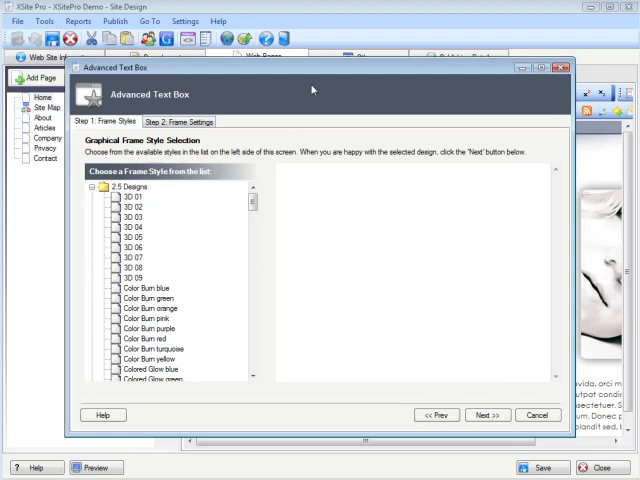 XSite Pro - XSitePro Demo - Site Design
File Tools Reports Publish Go To Settings Help
Web Site In
Web Pages
Add Page
Home
Site Map
About
Articles
Company
Privacy
Contact
Advanced Text Box
Advanced Text Box
Step 1: Frame Styles
Step 2: Frame Settings
Graphical Frame Style Selection
Choose from the available styles in the list on the left side of this screen. When you are happy with the selected design, click the 'Next' button below.
Choose a Frame Style from the list:
2.5 Designs
3D 01
3D 02
3D 03
3D 04
3D 05
3D 06
3D 07
3D 08
3D 09
Color Burn blue
Color Burn green
Color Burn orange
Color Burn pink
Color Burn purple
Color Burn red
Color Burn turquoise
Color Burn yellow
Colored Glow blue
Colored Glow green
Help
<< Prev
Next >>
Cancel
vida, orci m
utpat condin
sectetuer. S
um. Donec p
landit sed, l
? Help
Preview
Save
Close